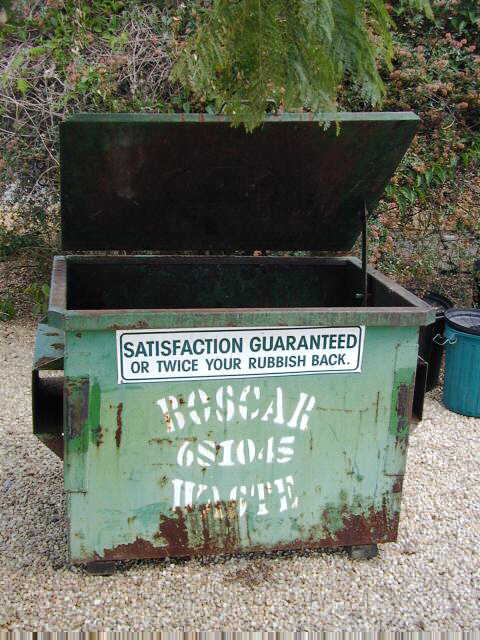 SATISFACTION GUARANTEED
OR TWICE YOUR RUBBISH BACK.
BOSCAR
681045
WASTE